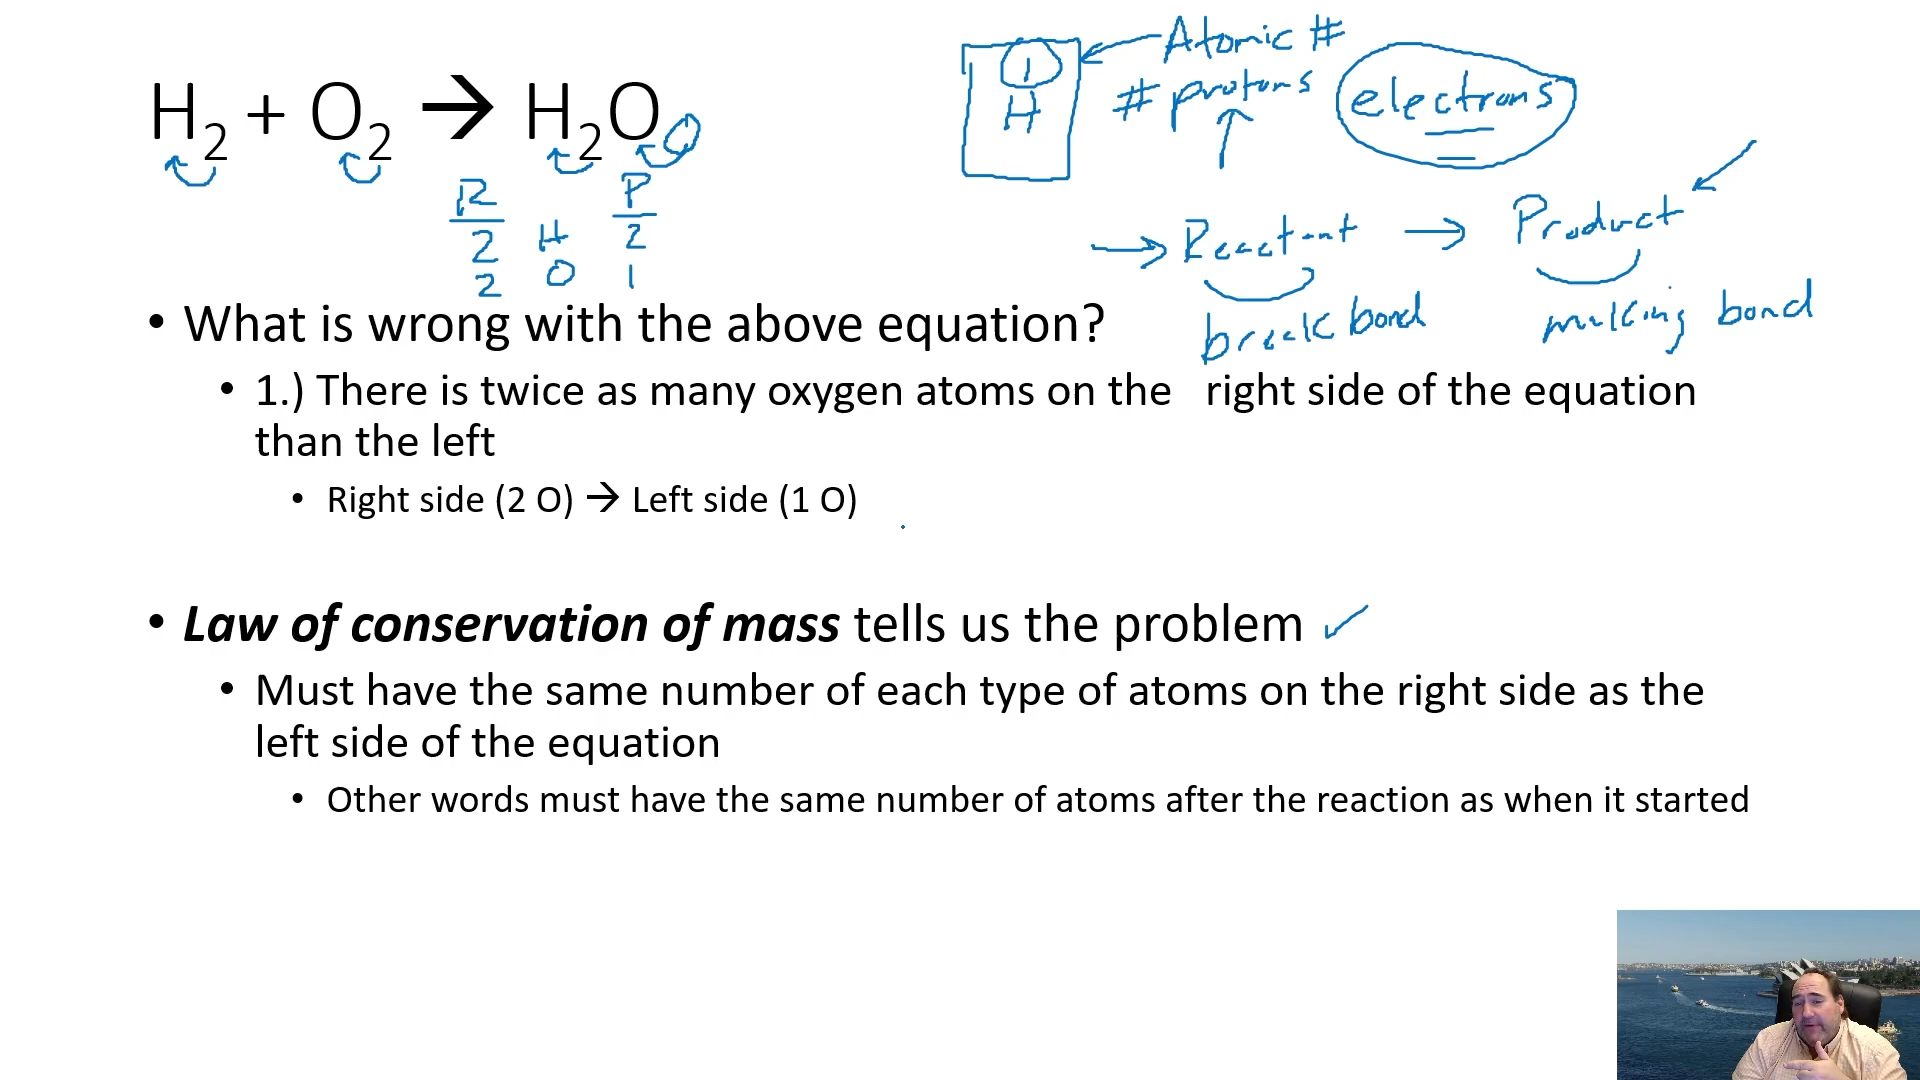 H₂ + O₂ → H₂O
Atomic #
1
H
# protons
electrons
R P
2 H 2
2 O 1
→ Reactant → Product
break bond
making bond
• What is wrong with the above equation?
• 1.) There is twice as many oxygen atoms on the right side of the equation
than the left
• Right side (2 O) → Left side (1 O)
• Law of conservation of mass tells us the problem ✓
• Must have the same number of each type of atoms on the right side as the
left side of the equation
• Other words must have the same number of atoms after the reaction as when it started